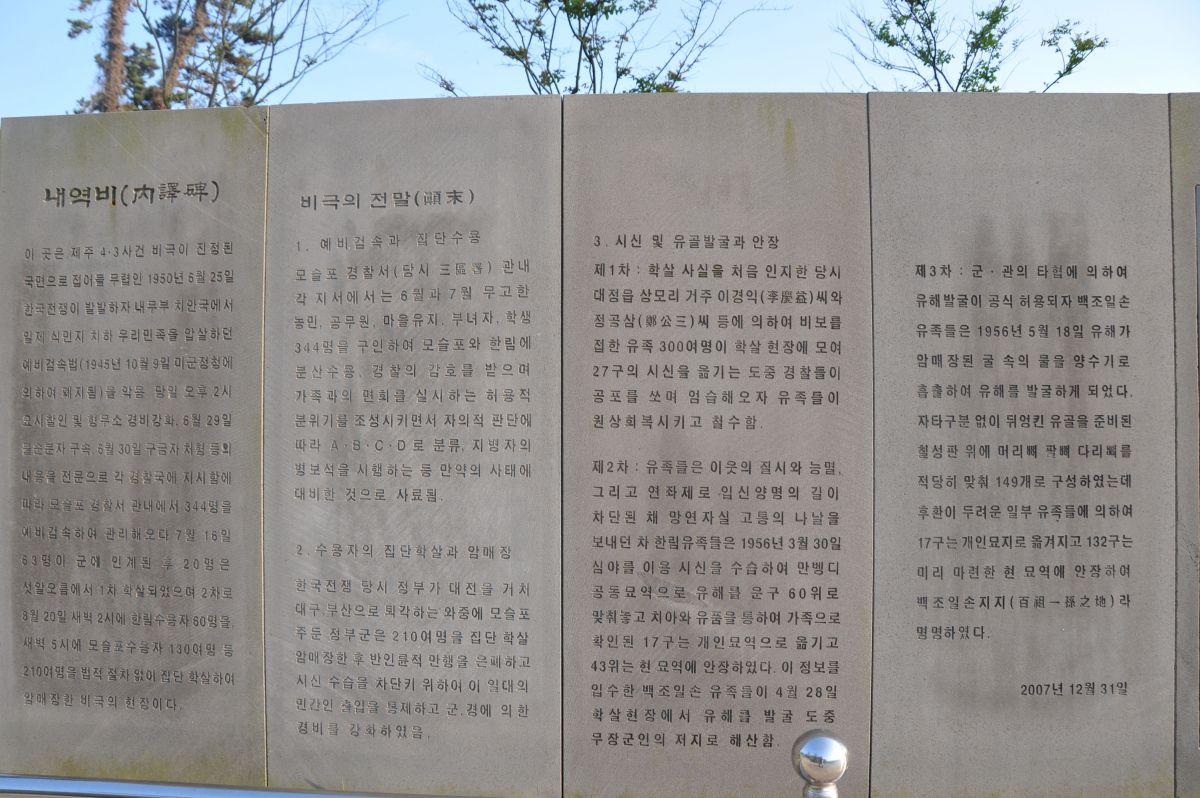 내역비(內譯碑)
이 곳은 제주 4·3사건 비극이 진정된
국면으로 접어들 무렵인 1950년 6월 25일
한국전쟁이 발발하자 내무부 치안국에서
일제 식민지 치하 우리민족을 압살하던
예비검속법(1945년 10월 9일 미군정청에
의하여 폐지됨)을 악용 당일 오후 2시
요시찰인 및 형무소 경비강화, 6월 29일
불순분자 구속, 6월 30일 구금자 처형 등의
내용을 전문으로 각 경찰국에 지시함에
따라 모슬포 경찰서 관내에서 344명을
예비검속하여 관리해오다 7월 16일
63명이 군에 인계된 후 20명은
섯알오름에서 1차 학살되었으며 2차로
8월 20일 새벽 2시에 한림수용자 60명을,
새벽 5시에 모슬포수용자 130여명 등
210여명을 법적 절차 없이 집단 학살하여
암매장한 비극의 현장이다.
비극의 전말(顚末)
1. 예비검속과 집단수용
모슬포 경찰서(당시 三區署) 관내
각 지서에서는 6월과 7월 무고한
농민, 공무원, 마을유지, 부녀자, 학생
344명을 구인하여 모슬포와 한림에
분산수용, 경찰의 감호를 받으며
가족과의 면회를 실시하는 허용적
분위기를 조성시키면서 자의적 판단에
따라 A·B·C·D로 분류, 지병자의
병보석을 시행하는 등 만약의 사태에
대비한 것으로 사료됨.
2. 수용자의 집단학살과 암매장
한국전쟁 당시 정부가 대전을 거치
대구 부산으로 퇴각하는 와중에 모슬포
주둔 정부군은 210여명을 집단 학살
암매장한 후 반인륜적 만행을 은폐하고
시신 수습을 차단키 위하여 이 일대의
민간인 출입을 통제하고 군.경에 의한
경비를 강화하였음.
3. 시신 및 유골발굴과 안장
제1차 : 학살 사실을 처음 인지한 당시
대정읍 상모리 거주 이경익(李慶益)씨와
정공삼(鄭公三)씨 등에 의하여 비보를
접한 유족 300여명이 학살 현장에 모여
27구의 시신을 옮기는 도중 경찰들이
공포를 쏘며 엄습해오자 유족들이
원상회복시키고 철수함.
제2차 : 유족들은 이웃의 질시와 능멸,
그리고 연좌제로 입신양명의 길이
차단된 채 망연자실 고통의 나날을
보내던 차 한림유족들은 1956년 3월 30일
심야를 이용 시신을 수습하여 만벵디
공동묘역으로 유해를 운구 60위로
맞춰놓고 치아와 유품을 통하여 가족으로
확인된 17구는 개인묘역으로 옮기고
43위는 현 묘역에 안장하였다. 이 정보를
입수한 백조일손 유족들이 4월 28일
학살현장에서 유해를 발굴 도중
무장군인의 저지로 해산함.
제3차 : 군·관의 타협에 의하여
유해발굴이 공식 허용되자 백조일손
유족들은 1956년 5월 18일 유해가
암매장된 굴 속의 물을 양수기로
흡출하여 유해를 발굴하게 되었다.
자타구분 없이 뒤엉킨 유골을 준비된
칠성판 위에 머리뼈 팔뼈 다리뼈를
적당히 맞춰 149개로 구성하였는데
후환이 두려운 일부 유족들에 의하여
17구는 개인묘지로 옮겨지고 132구는
미리 마련한 현 묘역에 안장하여
백조일손지지(百祖一孫之地)라
명명하였다.
2007년 12월 31일